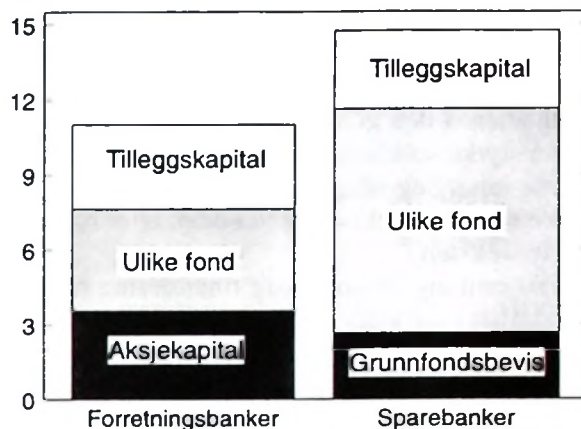 15
12
9
6
3
0
Tilleggskapital
Ulike fond
Aksjekapital
Tilleggskapital
Ulike fond
Grunnfondsbevis
Forretningsbanker
Sparebanker